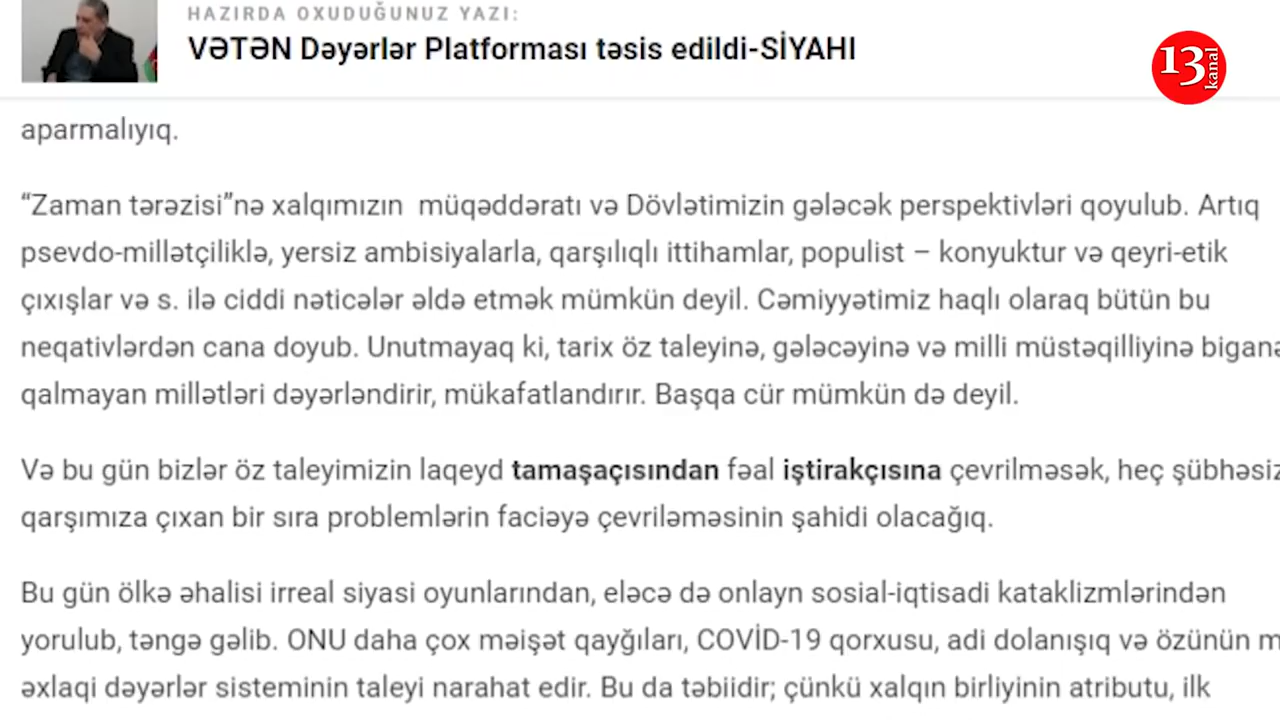 HAZIRDA OXUDUĞUNUZ YAZI:
VƏTƏN Dəyərlər Platforması təsis edildi-SİYAHI
13 kanal
aparmalıyıq.
“Zaman tərəzisi”nə xalqımızın müqəddəratı və Dövlətimizin gələcək perspektivləri qoyulub. Artıq
psevdo-millətçiliklə, yersiz ambisiyalarla, qarşılıqlı ittihamlar, populist – konyuktur və qeyri-etik
çıxışlar və s. ilə ciddi nəticələr əldə etmək mümkün deyil. Cəmiyyətimiz haqlı olaraq bütün bu
neqativlərdən cana doyub. Unutmayaq ki, tarix öz taleyinə, gələcəyinə və milli müstəqilliyinə biganə
qalmayan millətləri dəyərləndirir, mükafatlandırır. Başqa cür mümkün də deyil.
Və bu gün bizlər öz taleyimizin laqeyd tamaşaçısından fəal iştirakçısına çevrilməsək, heç şübhəsiz
qarşımıza çıxan bir sıra problemlərin faciəyə çevriləməsinin şahidi olacağıq.
Bu gün ölkə əhalisi irreal siyasi oyunlarından, eləcə də onlayn sosial-iqtisadi kataklizmlərindən
yorulub, təngə gəlib. ONU daha çox məişət qayğıları, COVİD-19 qorxusu, adi dolanışıq və özünün
əxlaqi dəyərlər sisteminin taleyi narahat edir. Bu da təbiidir; çünkü xalqın birliyinin atributu, ilk